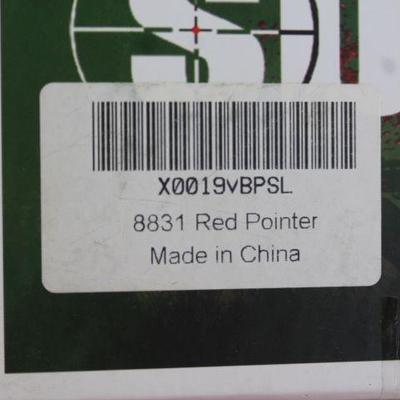 X0019vBPSL
8831 Red Pointer
Made in China